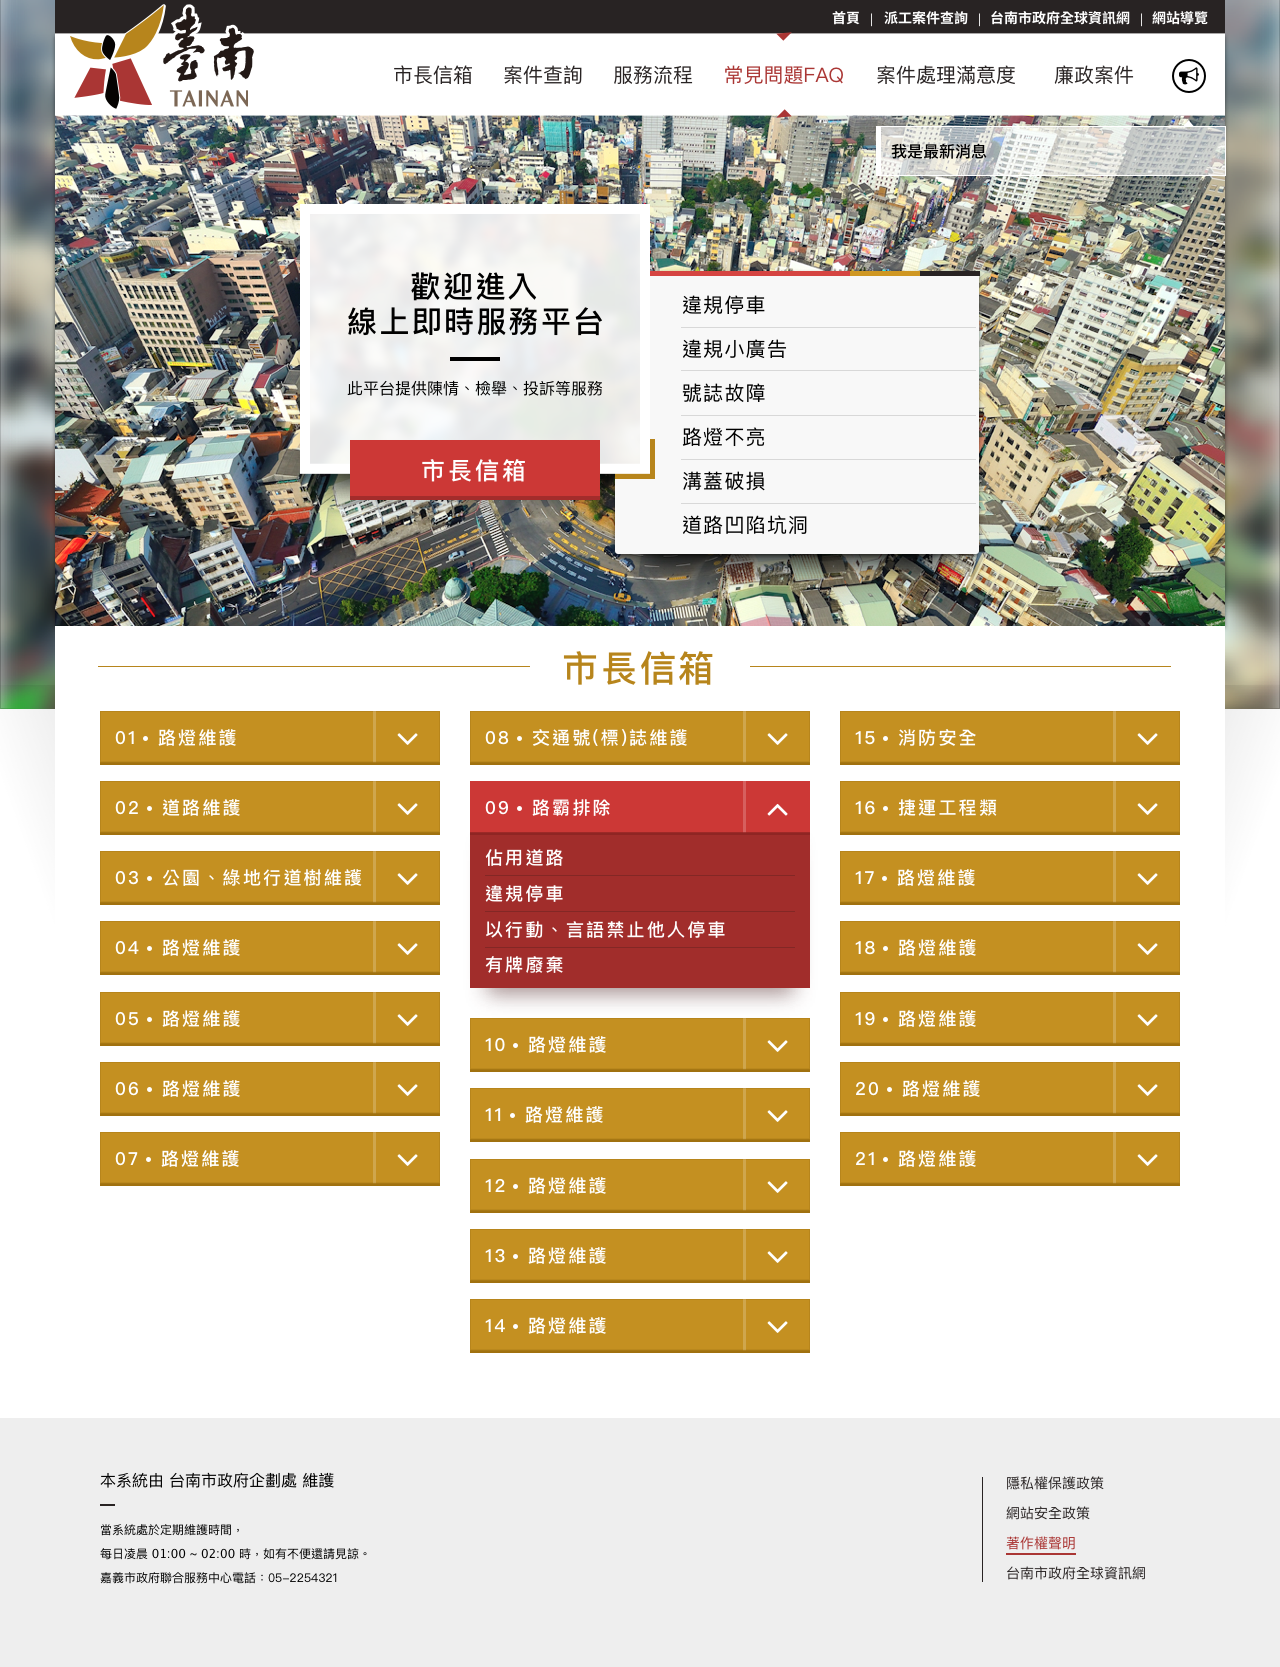 首頁 | 派工案件查詢 | 台南市政府全球資訊網 | 網站導覽
臺南
TAINAN
市長信箱 案件查詢 服務流程 常見問題FAQ 案件處理滿意度 廉政案件
我是最新消息
歡迎進入
線上即時服務平台
此平台提供陳情、檢舉、投訴等服務
市長信箱
違規停車
違規小廣告
號誌故障
路燈不亮
溝蓋破損
道路凹陷坑洞
市長信箱
01 • 路燈維護
02 • 道路維護
03 • 公園、綠地行道樹維護
04 • 路燈維護
05 • 路燈維護
06 • 路燈維護
07 • 路燈維護
08 • 交通號(標)誌維護
09 • 路霸排除
佔用道路
違規停車
以行動、言語禁止他人停車
有牌廢棄
10 • 路燈維護
11 • 路燈維護
12 • 路燈維護
13 • 路燈維護
14 • 路燈維護
15 • 消防安全
16 • 捷運工程類
17 • 路燈維護
18 • 路燈維護
19 • 路燈維護
20 • 路燈維護
21 • 路燈維護
本系統由 台南市政府企劃處 維護
當系統處於定期維護時間，
每日凌晨 01:00 ~ 02:00 時，如有不便還請見諒。
嘉義市政府聯合服務中心電話：05-2254321
隱私權保護政策
網站安全政策
著作權聲明
台南市政府全球資訊網